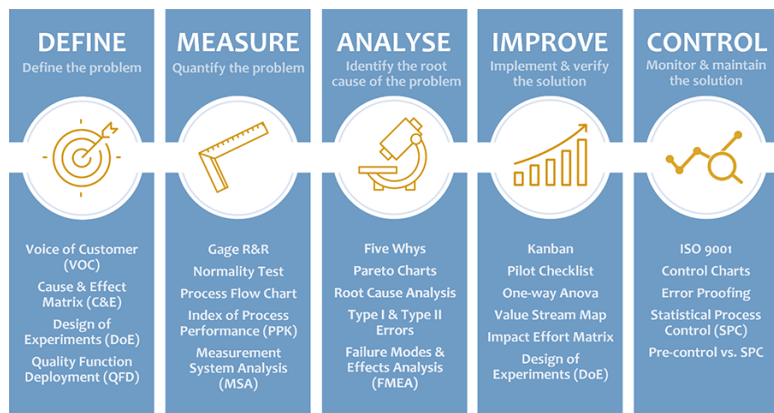 DEFINE
Define the problem
Voice of Customer
(VOC)
Cause & Effect
Matrix (C&E)
Design of
Experiments (DoE)
Quality Function
Deployment (QFD)
MEASURE
Quantify the problem
Gage R&R
Normality Test
Process Flow Chart
Index of Process
Performance (PPK)
Measurement
System Analysis
(MSA)
ANALYSE
Identify the root
cause of the problem
Five Whys
Pareto Charts
Root Cause Analysis
Type I & Type II
Errors
Failure Modes &
Effects Analysis
(FMEA)
IMPROVE
Implement & verify
the solution
Kanban
Pilot Checklist
One-way Anova
Value Stream Map
Impact Effort Matrix
Design of
Experiments (DoE)
CONTROL
Monitor & maintain
the solution
ISO 9001
Control Charts
Error Proofing
Statistical Process
Control (SPC)
Pre-control vs. SPC